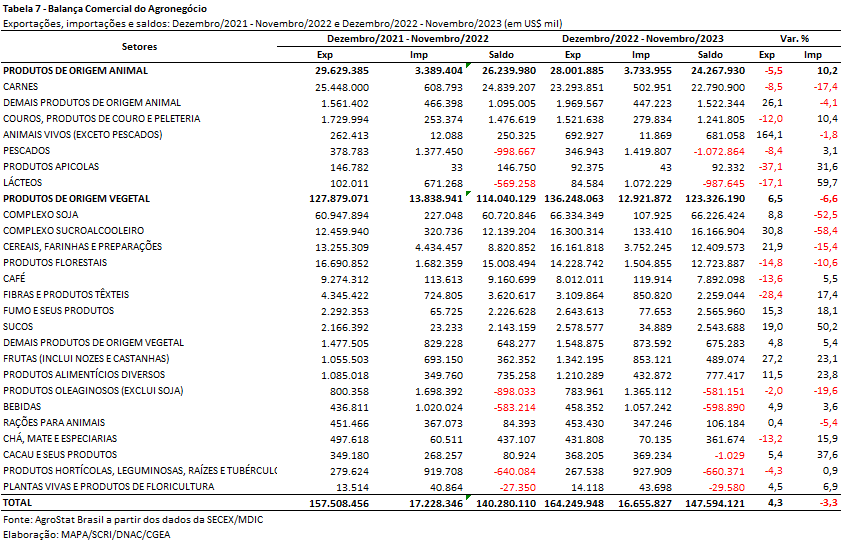 Tabela 7 - Balança Comercial do Agronegócio
Exportações, importações e saldos: Dezembro/2021 - Novembro/2022 e Dezembro/2022 - Novembro/2023 (em US$ mil)
Setores Dezembro/2021 - Novembro/2022 Dezembro/2022 - Novembro/2023 Var. %
Exp Imp Saldo Exp Imp Saldo Exp Imp
PRODUTOS DE ORIGEM ANIMAL 29.629.385 3.389.404 26.239.980 28.001.885 3.733.955 24.267.930 -5,5 10,2
CARNES 25.448.000 608.793 24.839.207 23.293.851 502.951 22.790.900 -8,5 -17,4
DEMAIS PRODUTOS DE ORIGEM ANIMAL 1.561.402 466.398 1.095.005 1.969.567 447.223 1.522.344 26,1 -4,1
COUROS, PRODUTOS DE COURO E PELETERIA 1.729.994 253.374 1.476.619 1.521.638 279.834 1.241.805 -12,0 10,4
ANIMAIS VIVOS (EXCETO PESCADOS) 262.413 12.088 250.325 692.927 11.869 681.058 164,1 -1,8
PESCADOS 378.783 1.377.450 -998.667 346.943 1.419.807 -1.072.864 -8,4 3,1
PRODUTOS APICOLAS 146.782 33 146.750 92.375 43 92.332 -37,1 31,6
LÁCTEOS 102.011 671.268 -569.258 84.584 1.072.229 -987.645 -17,1 59,7
PRODUTOS DE ORIGEM VEGETAL 127.879.071 13.838.941 114.040.129 136.248.063 12.921.872 123.326.190 6,5 -6,6
COMPLEXO SOJA 60.947.894 227.048 60.720.846 66.334.349 107.925 66.226.424 8,8 -52,5
COMPLEXO SUCROALCOOLEIRO 12.459.940 320.736 12.139.204 16.300.314 133.410 16.166.904 30,8 -58,4
CEREAIS, FARINHAS E PREPARAÇÕES 13.255.309 4.434.457 8.820.852 16.161.818 3.752.245 12.409.573 21,9 -15,4
PRODUTOS FLORESTAIS 16.690.852 1.682.359 15.008.494 14.228.742 1.504.855 12.723.887 -14,8 -10,6
CAFÉ 9.274.312 113.613 9.160.699 8.012.011 119.914 7.892.098 -13,6 5,5
FIBRAS E PRODUTOS TÊXTEIS 4.345.422 724.805 3.620.617 3.109.864 850.820 2.259.044 -28,4 17,4
FUMO E SEUS PRODUTOS 2.292.353 65.725 2.226.628 2.643.613 77.653 2.565.960 15,3 18,1
SUCOS 2.166.392 23.233 2.143.159 2.578.577 34.889 2.543.688 19,0 50,2
DEMAIS PRODUTOS DE ORIGEM VEGETAL 1.477.505 829.228 648.277 1.548.875 873.592 675.283 4,8 5,4
FRUTAS (INCLUI NOZES E CASTANHAS) 1.055.503 693.150 362.352 1.342.195 853.121 489.074 27,2 23,1
PRODUTOS ALIMENTÍCIOS DIVERSOS 1.085.018 349.760 735.258 1.210.289 432.872 777.417 11,5 23,8
PRODUTOS OLEAGINOSOS (EXCLUI SOJA) 800.358 1.698.392 -898.033 783.961 1.365.112 -581.151 -2,0 -19,6
BEBIDAS 436.811 1.020.024 -583.214 458.352 1.057.242 -598.890 4,9 3,6
RAÇÕES PARA ANIMAIS 451.466 367.073 84.393 453.430 347.246 106.184 0,4 -5,4
CHÁ, MATE E ESPECIARIAS 497.618 60.511 437.107 431.808 70.135 361.674 -13,2 15,9
CACAU E SEUS PRODUTOS 349.180 268.257 80.924 368.205 369.234 -1.029 5,4 37,6
PRODUTOS HORTÍCOLAS, LEGUMINOSAS, RAÍZES E TUBÉRCULO 279.624 919.708 -640.084 267.538 927.909 -660.371 -4,3 0,9
PLANTAS VIVAS E PRODUTOS DE FLORICULTURA 13.514 40.864 -27.350 14.118 43.698 -29.580 4,5 6,9
TOTAL 157.508.456 17.228.346 140.280.110 164.249.948 16.655.827 147.594.121 4,3 -3,3
Fonte: AgroStat Brasil a partir dos dados da SECEX/MDIC
Elaboração: MAPA/SCRI/DNAC/CGEA